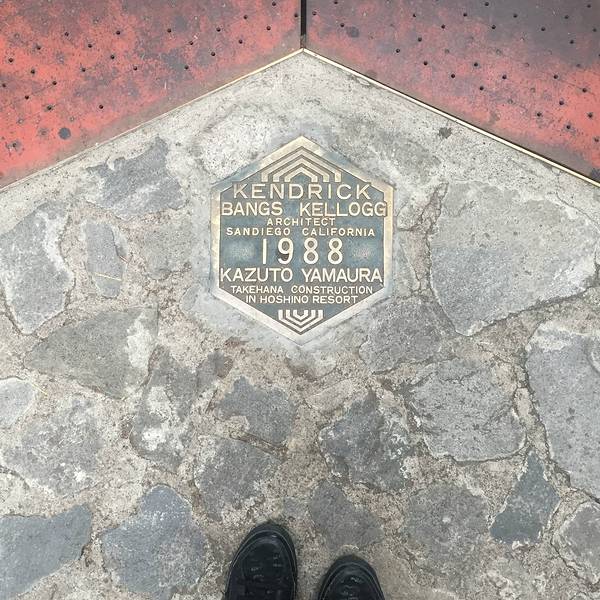 KENDRICK
BANGS KELLOGG
ARCHITECT
SANDIEGO CALIFORNIA
1988
KAZUTO YAMAURA
TAKEHANA CONSTRUCTION
IN HOSHINO RESORT